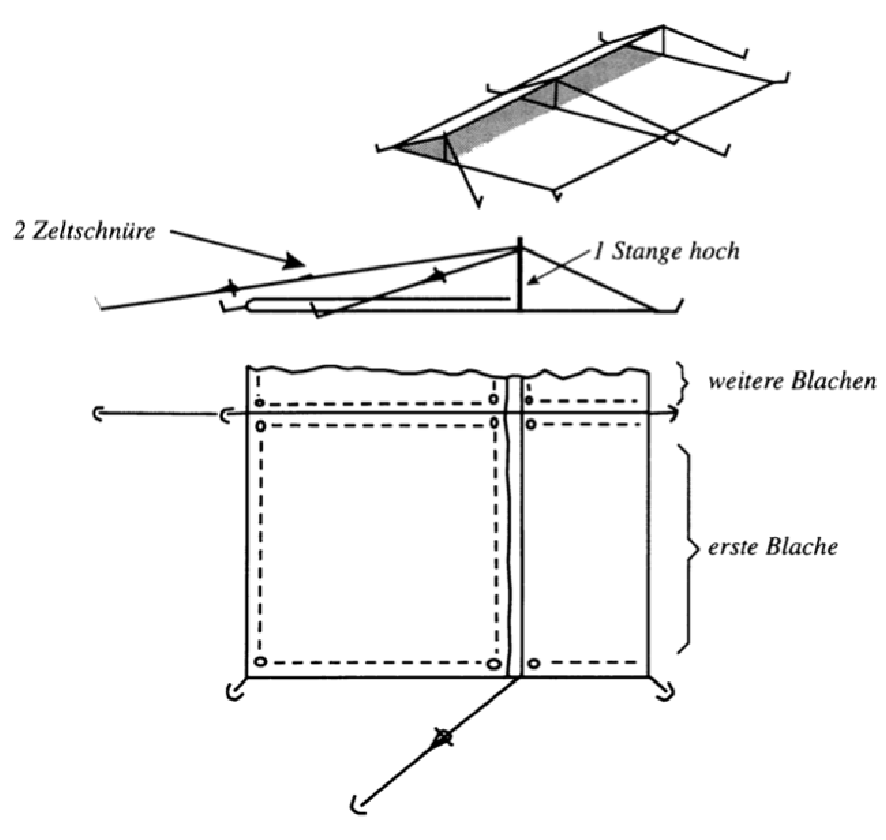 2 Zeltschnüre
1 Stange hoch
weitere Blachen
erste Blache